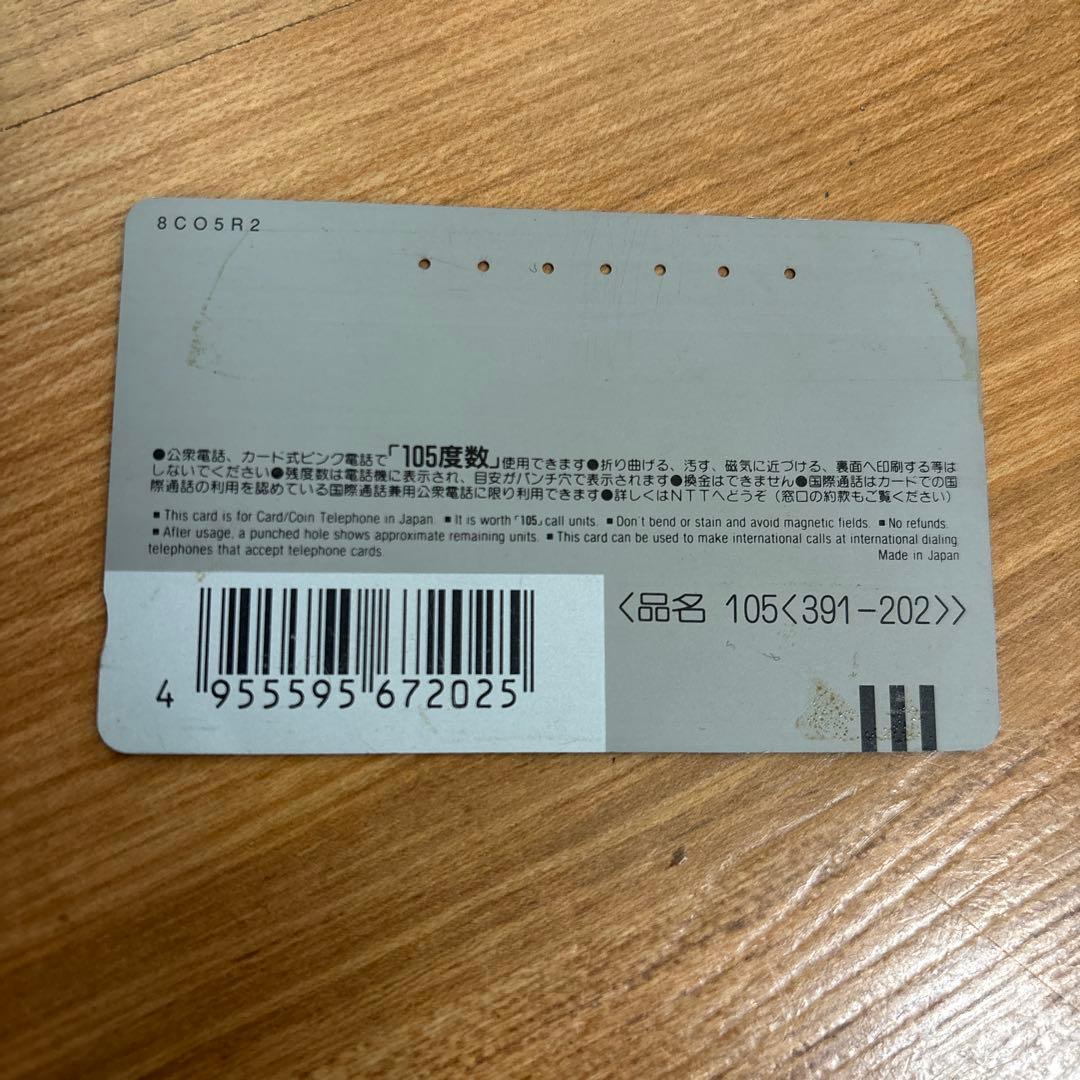 8CO5R2
●公衆電話、カード式ピンク電話で「105度数」使用できます●折り曲げる、汚す、磁気に近づける、裏面へ印刷する等は
しないでください●残度数は電話機に表示され、目安がパンチ穴で表示されます●換金はできません●国際通話はカードでの国
際通話の利用を認めている国際通話兼用公衆電話に限り利用できます●詳しくはNTTへどうぞ（窓口の約款もご覧ください）
■ This card is for Card/Coin Telephone in Japan. ■ It is worth「105」call units. ■ Don't bend or stain and avoid magnetic fields. ■ No refunds.
■ After usage, a punched hole shows approximate remaining units. ■ This card can be used to make international calls at international dialing
telephones that accept telephone cards.
Made in Japan
〈品名 105〈391-202〉〉
4 955595 672025